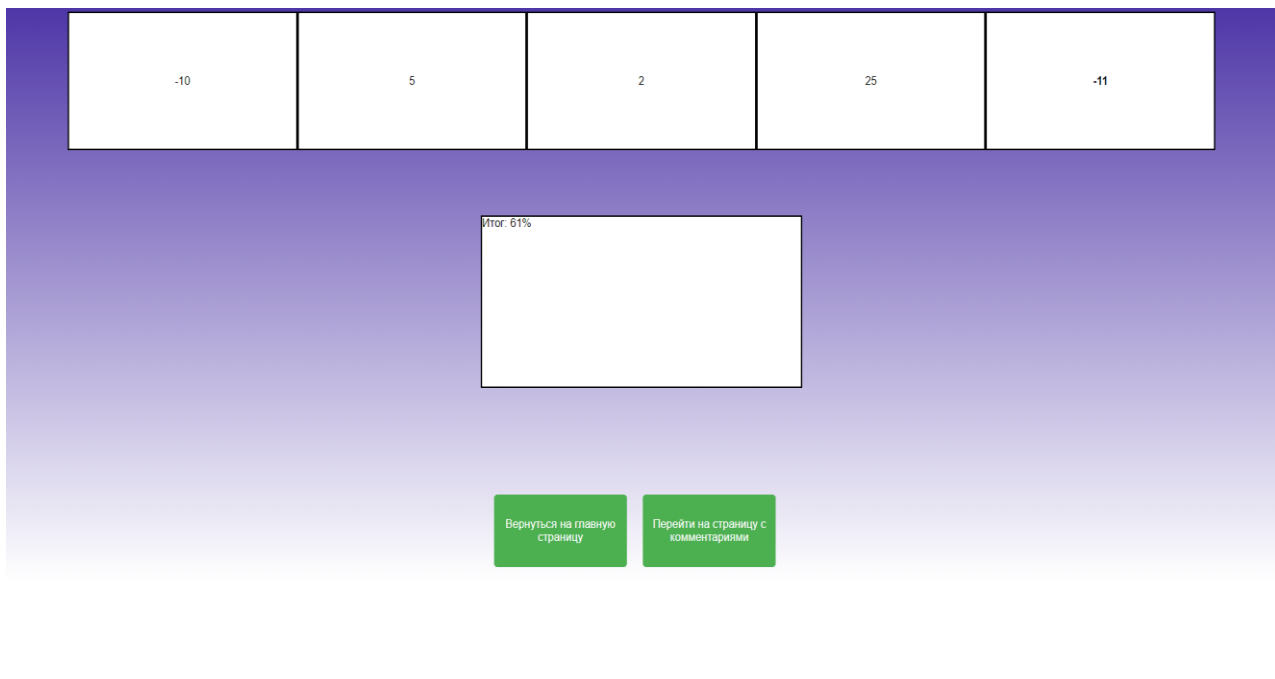 -10
5
2
25
-11
Итог: 61%
Вернуться на главную
страницу
Перейти на страницу с
комментариями